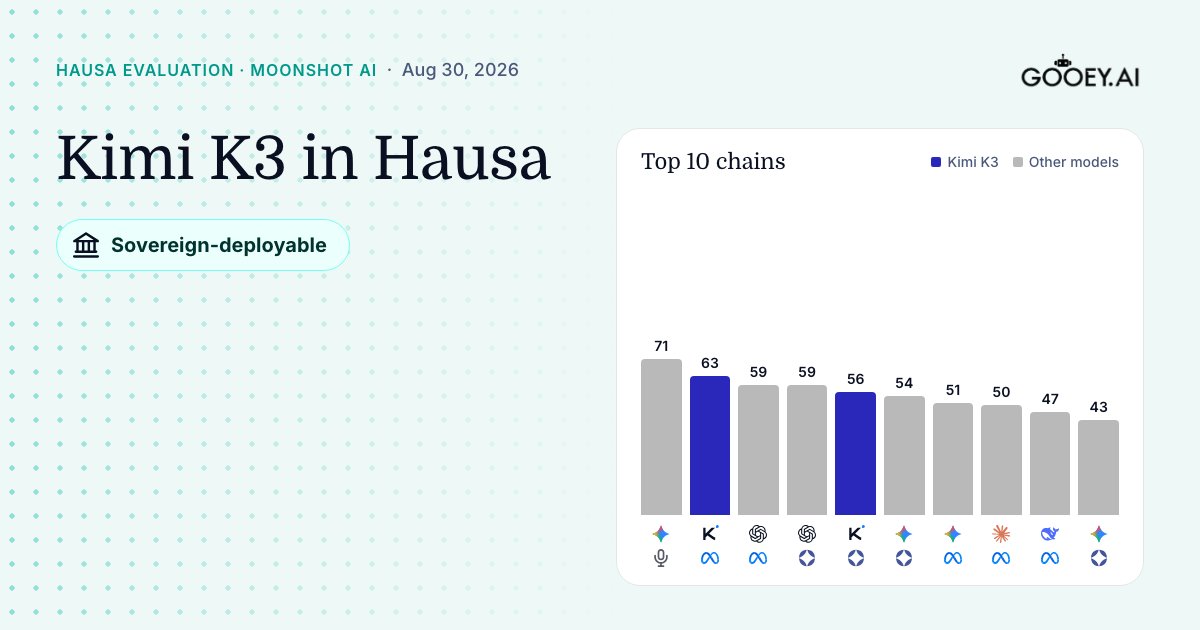 HAUSA EVALUATION · MOONSHOT AI · Aug 30, 2026
GOOEY.AI
Kimi K3 in Hausa
Sovereign-deployable
Top 10 chains
Kimi K3
Other models
71
63
59
59
56
54
51
50
47
43